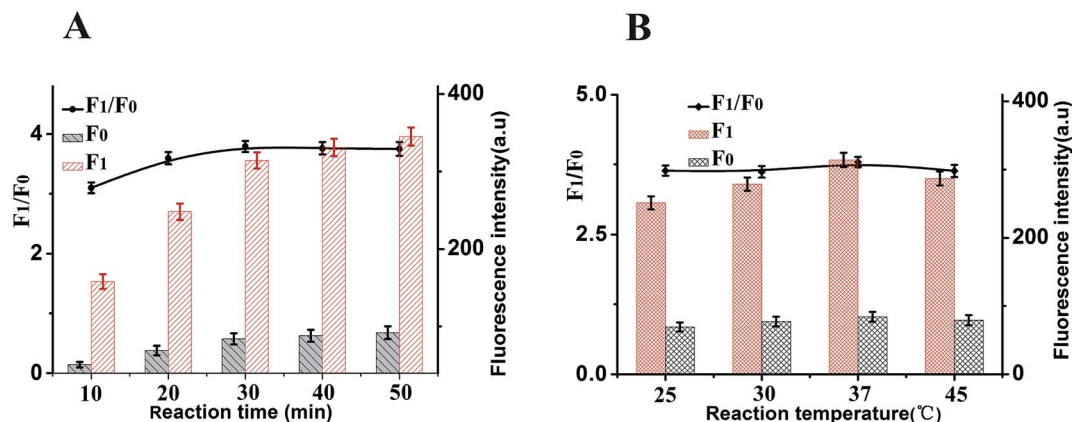 A
B
F1/F0
F0
F1
F1/F0
4
2
0
400
200
Fluorescence intensity(a.u)
10 20 30 40 50
Reaction time (min)
F1/F0
F1
F0
F1/F0
5.0
2.5
0.0
400
300
200
100
0
Fluorescence intensity(a.u)
25 30 37 45
Reaction temperature(℃)